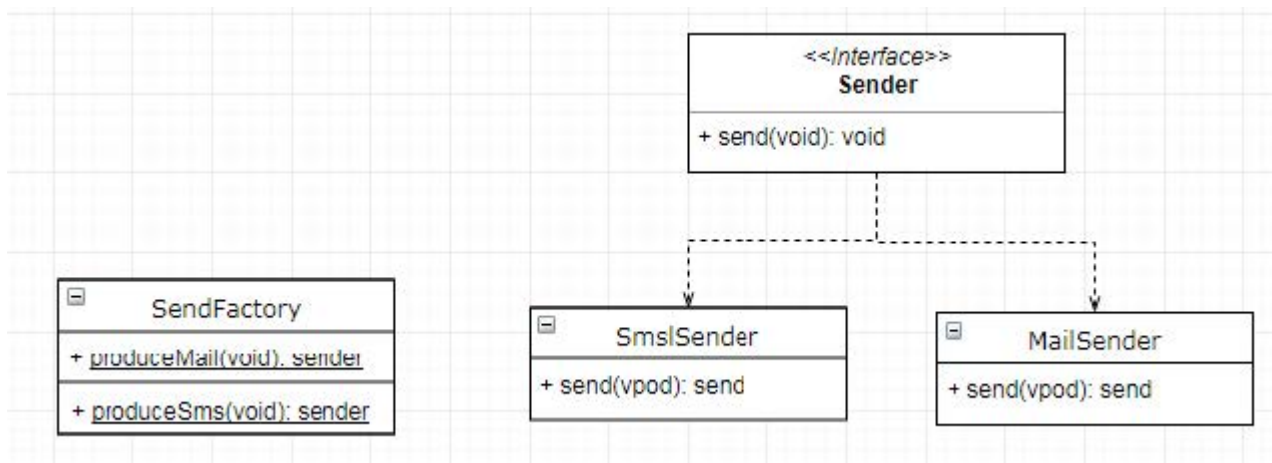 <<Interface>>
Sender
+ send(void): void
SendFactory
+ produceMail(void): sender
+ produceSms(void): sender
SmslSender
+ send(vpod): send
MailSender
+ send(vpod): send